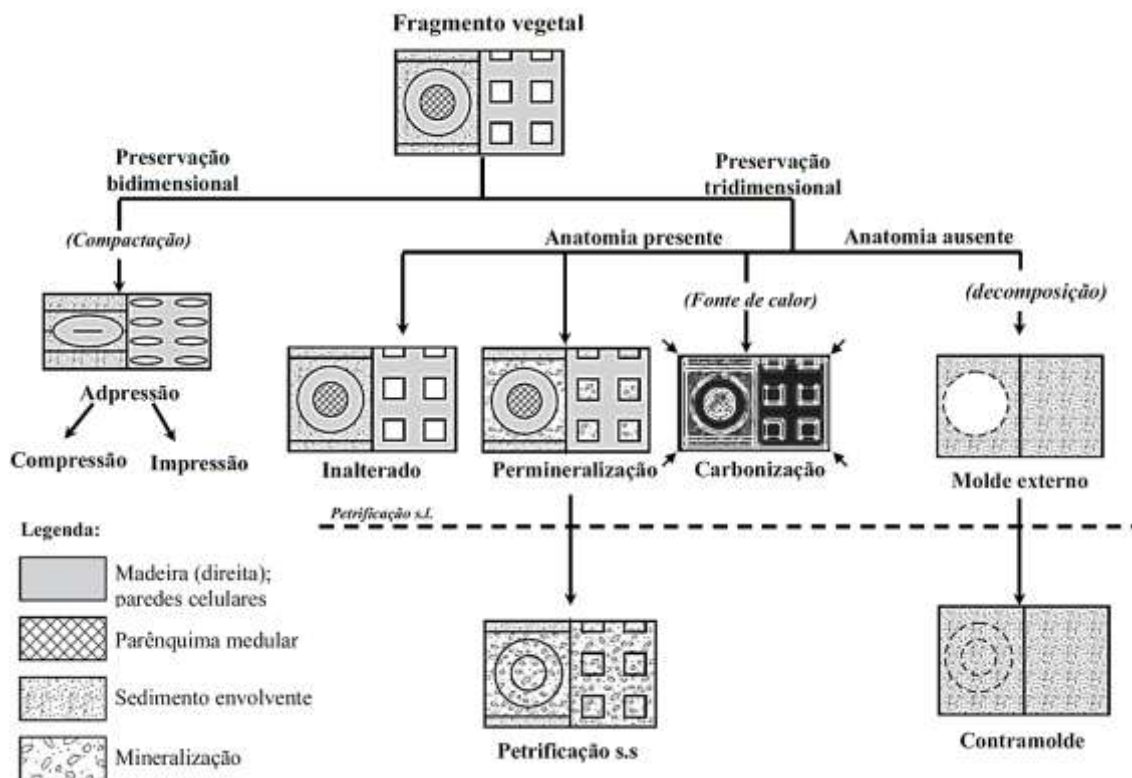 Fragmento vegetal
Preservação
bidimensional
Preservação
tridimensional
(Compactação)
Anatomia presente
Anatomia ausente
(Fonte de calor)
(decomposição)
Adpressão
Compressão
Impressão
Inalterado
Permineralização
Carbonização
Molde externo
Petrificação s.l.
Legenda:
Madeira (direita);
paredes celulares
Parênquima medular
Sedimento envolvente
Mineralização
Petrificação s.s
Contramolde